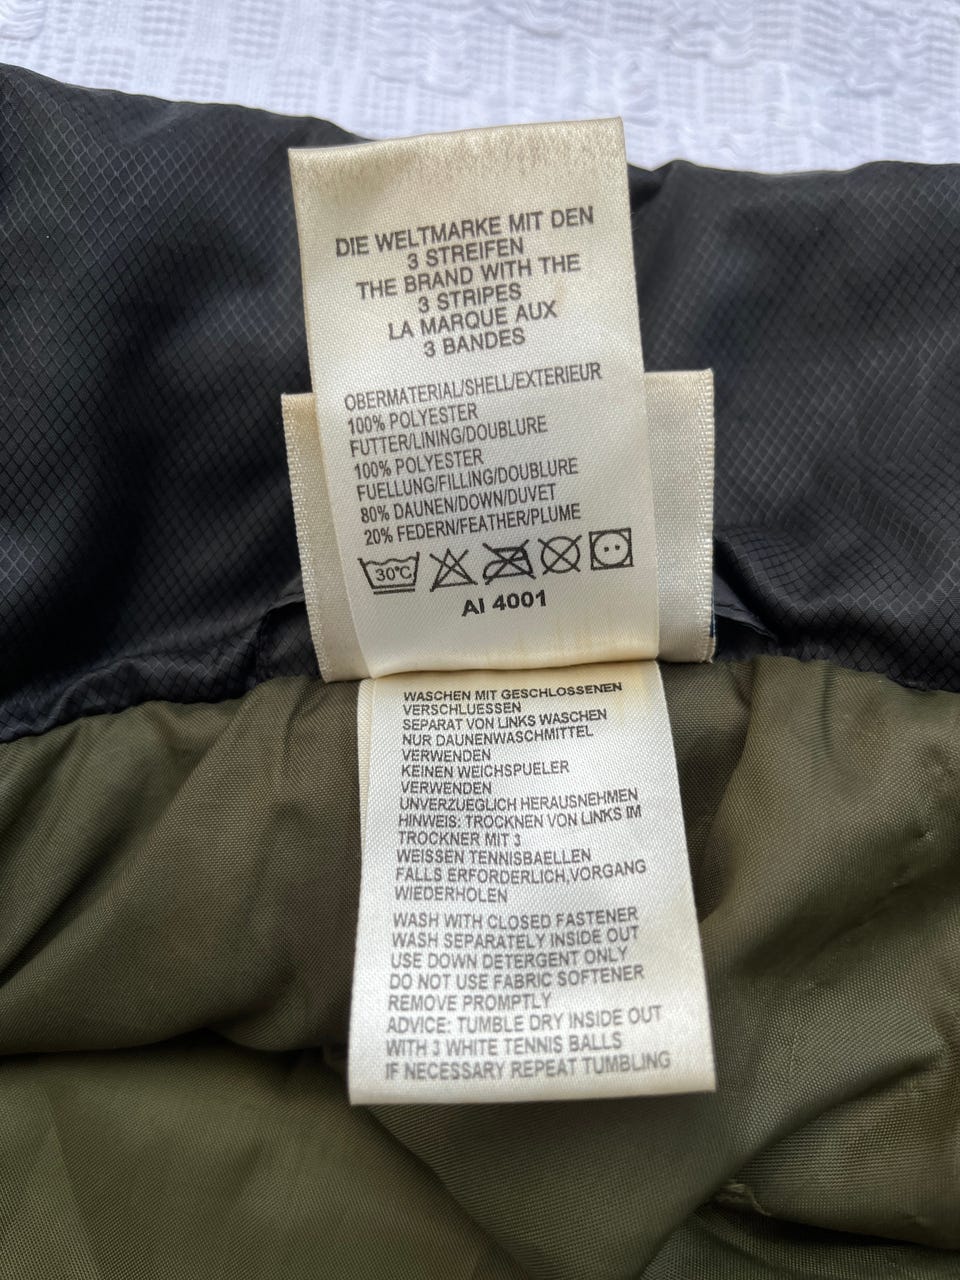 DIE WELTMARKE MIT DEN
3 STREIFEN
THE BRAND WITH THE
3 STRIPES
LA MARQUE AUX
3 BANDES
OBERMATERIAL/SHELL/EXTERIEUR
100% POLYESTER
FUTTER/LINING/DOUBLURE
100% POLYESTER
FUELLUNG/FILLING/DOUBLURE
80% DAUNEN/DOWN/DUVET
20% FEDERN/FEATHER/PLUME
30°C
AI 4001
WASCHEN MIT GESCHLOSSENEN
VERSCHLUESSEN
SEPARAT VON LINKS WASCHEN
NUR DAUNENWASCHMITTEL
VERWENDEN
KEINEN WEICHSPUELER
VERWENDEN
UNVERZUEGLICH HERAUSNEHMEN
HINWEIS: TROCKNEN VON LINKS IM
TROCKNER MIT 3
WEISSEN TENNISBAELLEN
FALLS ERFORDERLICH,VORGANG
WIEDERHOLEN
WASH WITH CLOSED FASTENER
WASH SEPARATELY INSIDE OUT
USE DOWN DETERGENT ONLY
DO NOT USE FABRIC SOFTENER
REMOVE PROMPTLY
ADVICE: TUMBLE DRY INSIDE OUT
WITH 3 WHITE TENNIS BALLS
IF NECESSARY REPEAT TUMBLING